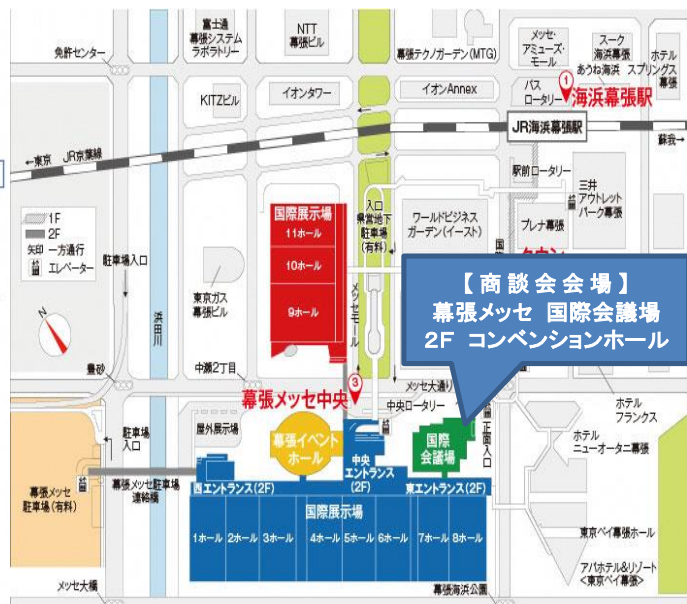 富士通
幕張システム
ラボラトリー
NTT
幕張ビル
幕張テクノガーデン(MTG)
メッセ・
アミューズ・
モール
スーク
海浜幕張
あうね海浜
ホテル
スプリングス
幕張
免許センター
KITZビル
イオンタワー
イオンAnnex
バス
ロータリー
1
海浜幕張駅
JR海浜幕張駅
←東京 JR京葉線
蘇我→
駅前ロータリー
1F
2F
矢印 一方通行
エレベーター
N
駐車場入口
浜田川
東京ガス
幕張ビル
国際展示場
11ホール
10ホール
9ホール
入口
県営地下
駐車場
(有料)
メッセモール
ワールドビジネス
ガーデン(イースト)
プレナ幕張
三井
アウトレット
パーク幕張
【商談会会場】
幕張メッセ 国際会議場
2F コンベンションホール
豊砂
中瀬2丁目
幕張メッセ中央
3
メッセ大通り
中央ロータリー
正面入口
ホテル
フランクス
駐車場
入口
屋外展示場
幕張イベント
ホール
中央
エントランス
(2F)
国際
会議場
ホテル
ニューオータニ幕張
幕張メッセ
駐車場(有料)
幕張メッセ駐車場
連絡橋
西エントランス(2F)
東エントランス(2F)
国際展示場
1ホール 2ホール 3ホール 4ホール 5ホール 6ホール 7ホール 8ホール
東京ベイ幕張ホール
アパホテル&リゾート
<東京ベイ幕張>
メッセ大橋
幕張海浜公園